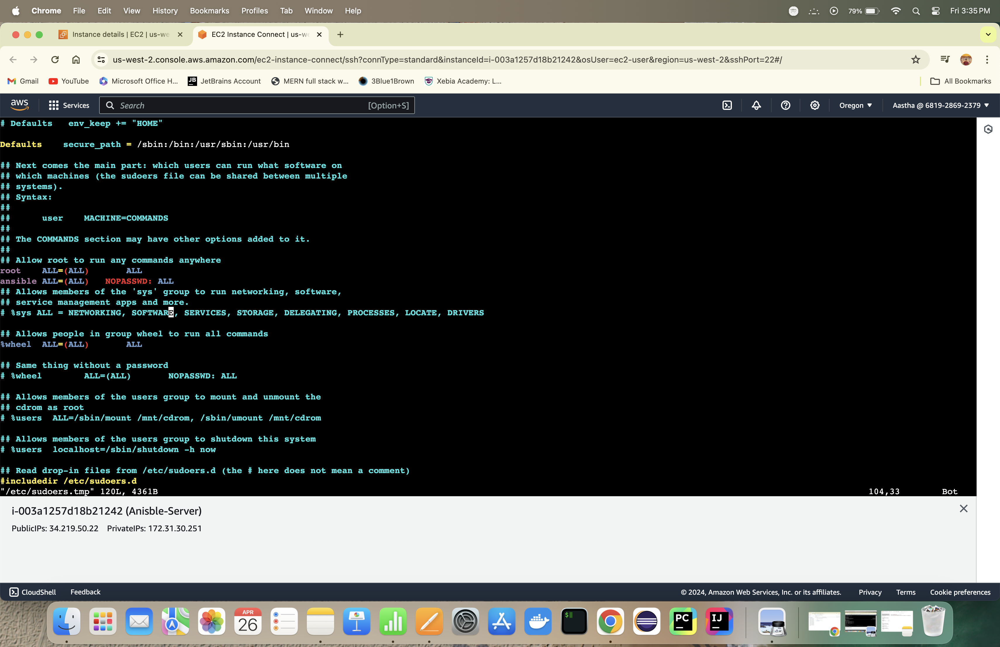 Chrome File Edit View History Bookmarks Profiles Tab Window Help 79% Fri 3:35 PM
Instance details | EC2 | us-we EC2 Instance Connect | us-we
us-west-2.console.aws.amazon.com/ec2-instance-connect/ssh?connType=standard&instanceId=i-003a1257d18b21242&osUser=ec2-user&region=us-west-2&sshPort=22#/
Gmail YouTube Microsoft Office H... JB JetBrains Account MERN full stack w... 3Blue1Brown Xebia Academy: L... All Bookmarks
aws Services Search [Option+S] Oregon Aastha @ 6819-2869-2379
# Defaults   env_keep += "HOME"
Defaults    secure_path = /sbin:/bin:/usr/sbin:/usr/bin
## Next comes the main part: which users can run what software on
## which machines (the sudoers file can be shared between multiple
## systems).
## Syntax:
##
##      user    MACHINE=COMMANDS
##
## The COMMANDS section may have other options added to it.
##
## Allow root to run any commands anywhere
root    ALL=(ALL)       ALL
ansible ALL=(ALL)   NOPASSWD: ALL
## Allows members of the 'sys' group to run networking, software,
## service management apps and more.
# %sys ALL = NETWORKING, SOFTWARE, SERVICES, STORAGE, DELEGATING, PROCESSES, LOCATE, DRIVERS
## Allows people in group wheel to run all commands
%wheel  ALL=(ALL)       ALL
## Same thing without a password
# %wheel        ALL=(ALL)       NOPASSWD: ALL
## Allows members of the users group to mount and unmount the
## cdrom as root
# %users  ALL=/sbin/mount /mnt/cdrom, /sbin/umount /mnt/cdrom
## Allows members of the users group to shutdown this system
# %users  localhost=/sbin/shutdown -h now
## Read drop-in files from /etc/sudoers.d (the # here does not mean a comment)
#includedir /etc/sudoers.d
"/etc/sudoers.tmp" 120L, 4361B 104,33 Bot
i-003a1257d18b21242 (Anisble-Server)
PublicIPs: 34.219.50.22 PrivateIPs: 172.31.30.251
CloudShell Feedback © 2024, Amazon Web Services, Inc. or its affiliates. Privacy Terms Cookie preferences
APR
26
$
PC
IJ